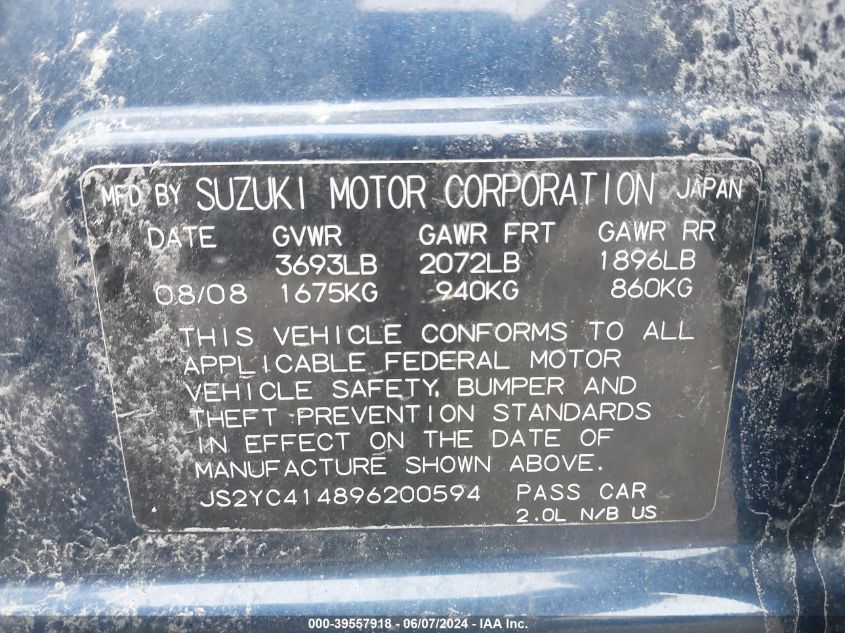 MFD BY SUZUKI MOTOR CORPORATION JAPAN
DATE GVWR GAWR FRT GAWR RR
3693LB 2072LB 1896LB
08/08 1675KG 940KG 860KG
THIS VEHICLE CONFORMS TO ALL
APPLICABLE FEDERAL MOTOR
VEHICLE SAFETY, BUMPER AND
THEFT PREVENTION STANDARDS
IN EFFECT ON THE DATE OF
MANUFACTURE SHOWN ABOVE.
JS2YC414896200594 PASS CAR
2.0L N/B US
000-39557918 - 06/07/2024 - IAA Inc.